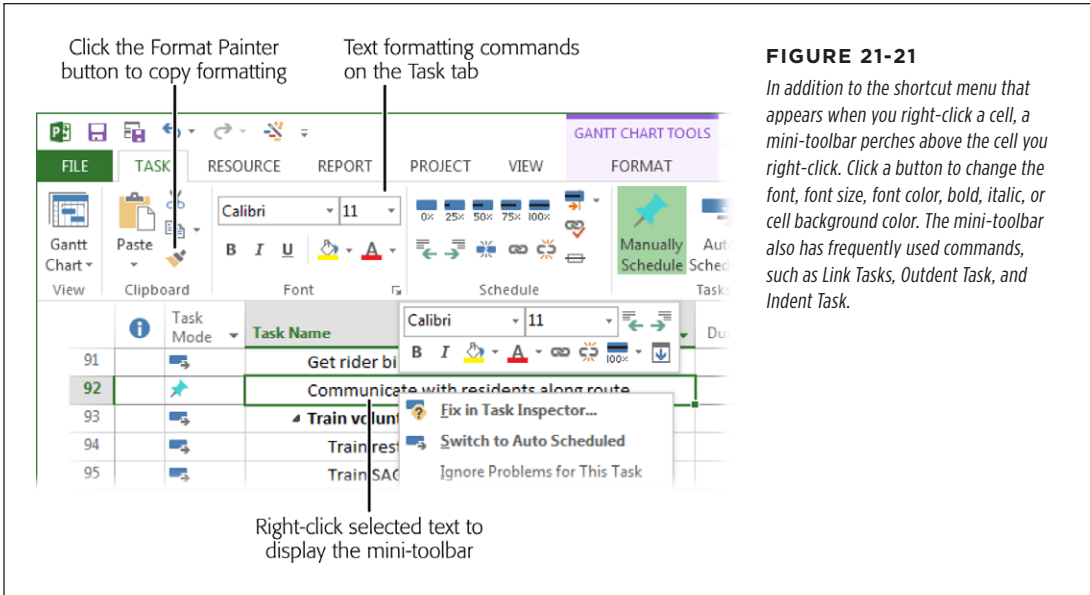 Click the Format Painter
button to copy formatting
Text formatting commands
on the Task tab
FIGURE 21-21
In addition to the shortcut menu that
appears when you right-click a cell, a
mini-toolbar perches above the cell you
right-click. Click a button to change the
font, font size, font color, bold, italic, or
cell background color. The mini-toolbar
also has frequently used commands,
such as Link Tasks, Outdent Task, and
Indent Task.
GANTT CHART TOOLS
FILE TASK RESOURCE REPORT PROJECT VIEW FORMAT
Calibri 11
0% 25% 50% 75% 100%
B I U A
Gantt
Chart
Paste
Manually
Schedule
Aut
Sched
View Clipboard Font Schedule Tasks
Task
Mode
Task Name
Du
Calibri 11
B I A 100%
91 Get rider bi
92 Communicate with residents along route
93 Train volunt
94 Train rest
95 Train SAG
Fix in Task Inspector...
Switch to Auto Scheduled
Ignore Problems for This Task
Right-click selected text to
display the mini-toolbar